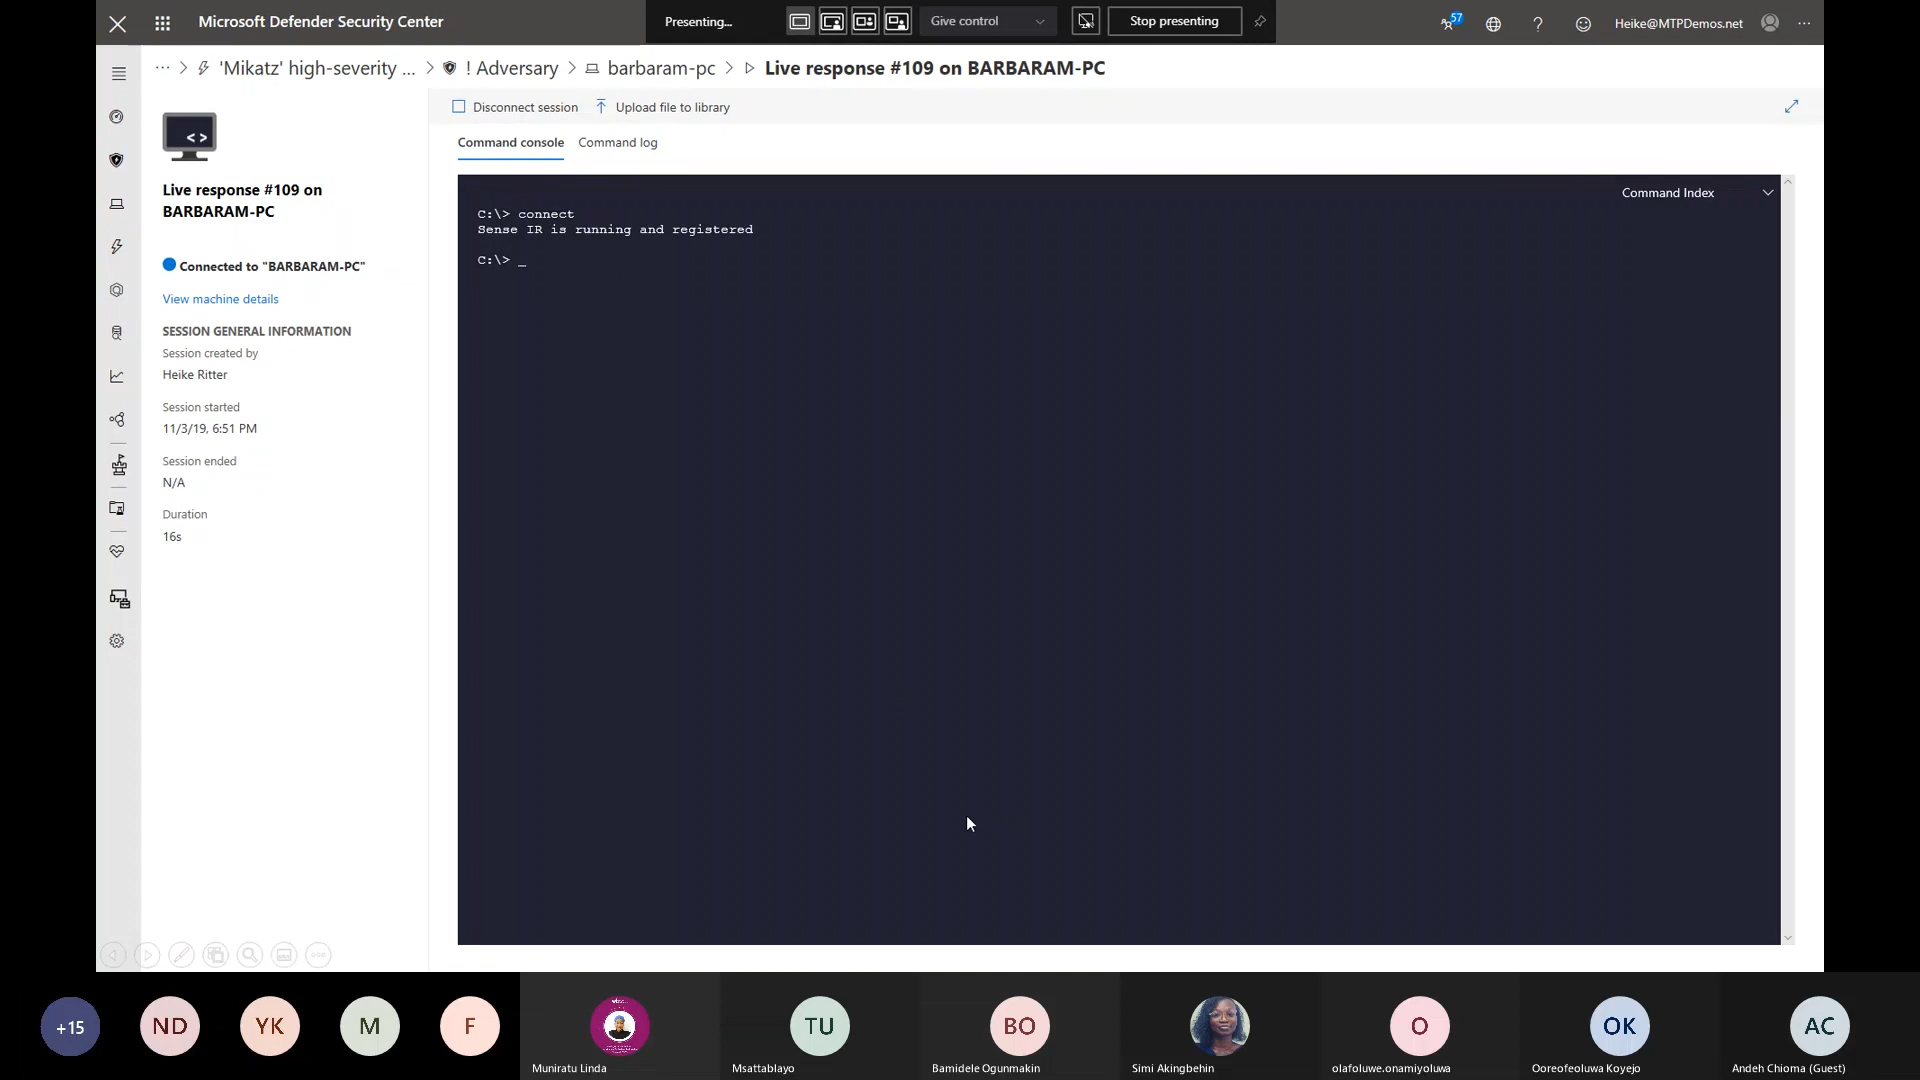 Microsoft Defender Security Center
Presenting...
Give control
Stop presenting
57
?
Heike@MTPDemos.net
...
... > 'Mikatz' high-severity ... > ! Adversary > barbaram-pc > Live response #109 on BARBARAM-PC
Disconnect session
Upload file to library
Command console
Command log
< >
Live response #109 on
BARBARAM-PC
Connected to "BARBARAM-PC"
View machine details
SESSION GENERAL INFORMATION
Session created by
Heike Ritter
Session started
11/3/19, 6:51 PM
Session ended
N/A
Duration
16s
Command Index
C:\> connect
Sense IR is running and registered
C:\> _
+15
ND
YK
M
F
TU
BO
O
OK
AC
Muniratu Linda
Msattablayo
Bamidele Ogunmakin
Simi Akingbehin
olafoluwe.onamiyoluwa
Ooreofeoluwa Koyejo
Andeh Chioma (Guest)